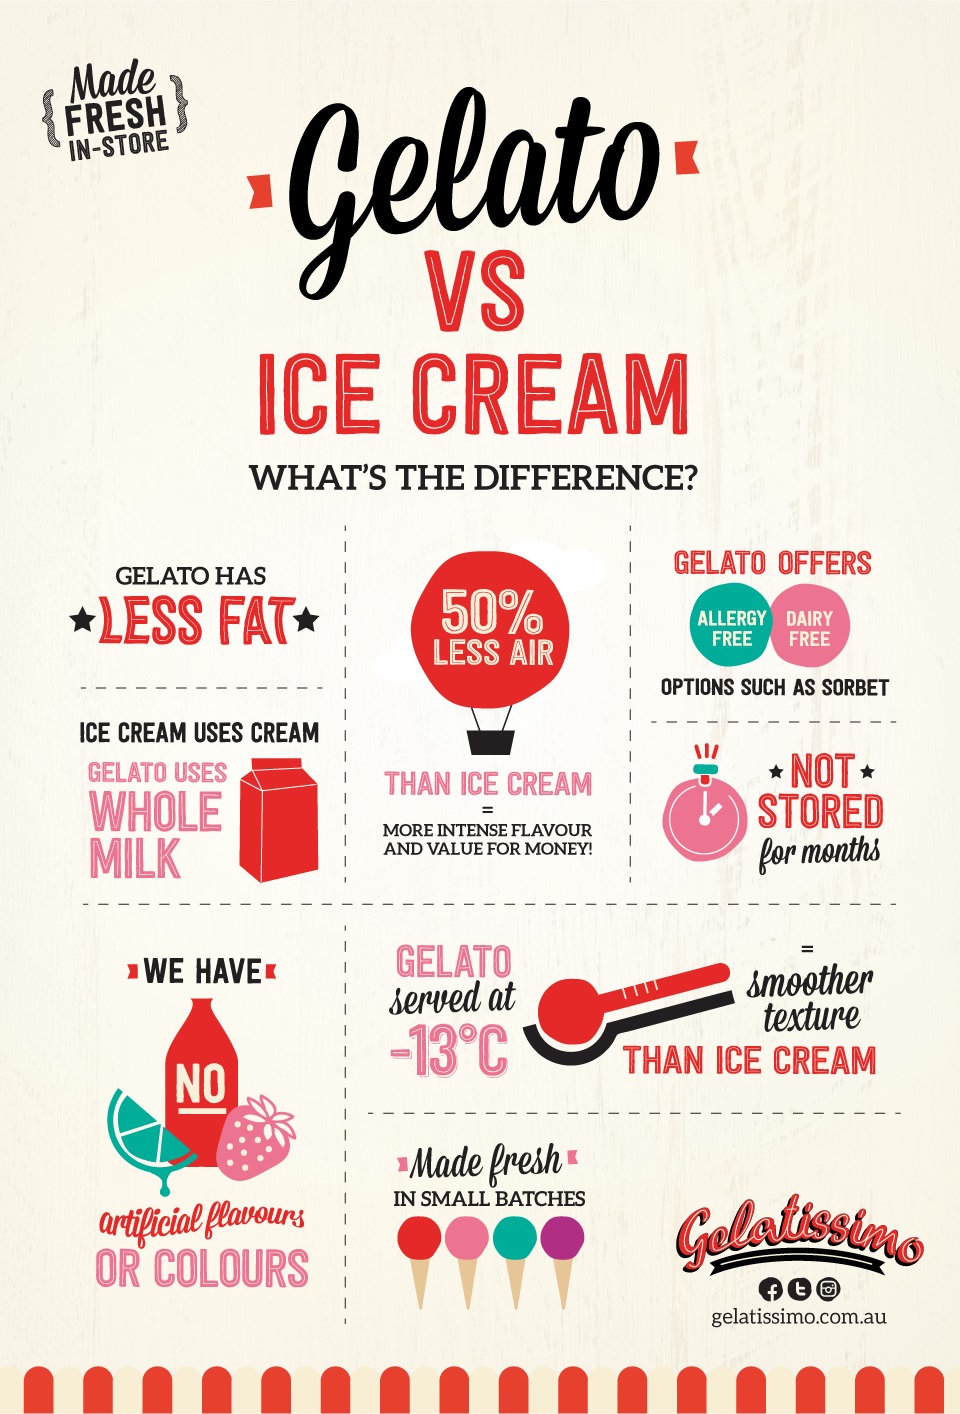 Made
FRESH
IN-STORE
Gelato
VS
ICE CREAM
WHAT'S THE DIFFERENCE?
GELATO HAS
LESS FAT
ICE CREAM USES CREAM
GELATO USES
WHOLE
MILK
50%
LESS AIR
THAN ICE CREAM
=
MORE INTENSE FLAVOUR
AND VALUE FOR MONEY!
GELATO OFFERS
ALLERGY
FREE
DAIRY
FREE
OPTIONS SUCH AS SORBET
NOT
STORED
for months
WE HAVE
NO
artificial flavours
OR COLOURS
GELATO
served at
-13°C
=
smoother
texture
THAN ICE CREAM
Made fresh
IN SMALL BATCHES
Gelatissimo
gelatissimo.com.au